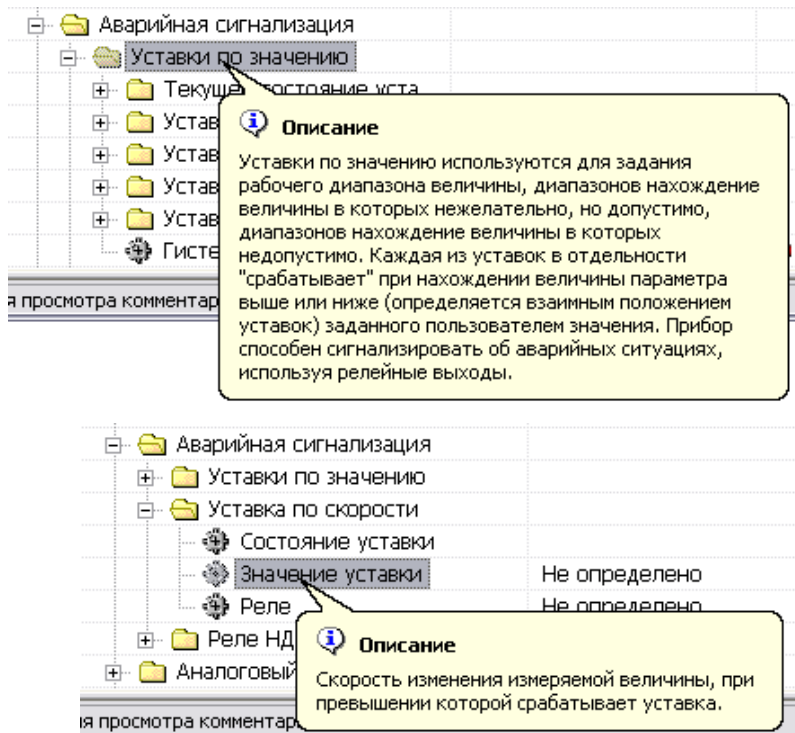 Аварийная сигнализация
Уставки по значению
Текущее состояние уста
Устав
Устав
Устав
Устав
Гисте
я просмотра комментар
Описание
Уставки по значению используются для задания
рабочего диапазона величины, диапазонов нахождение
величины в которых нежелательно, но допустимо,
диапазонов нахождение величины в которых
недопустимо. Каждая из уставок в отдельности
"срабатывает" при нахождении величины параметра
выше или ниже (определяется взаимным положением
уставок) заданного пользователем значения. Прибор
способен сигнализировать об аварийных ситуациях,
используя релейные выходы.
Аварийная сигнализация
Уставки по значению
Уставка по скорости
Состояние уставки
Значение уставки Не определено
Реле Не определено
Реле НД
Аналоговый
ия просмотра комментар
Описание
Скорость изменения измеряемой величины, при
превышении которой срабатывает уставка.